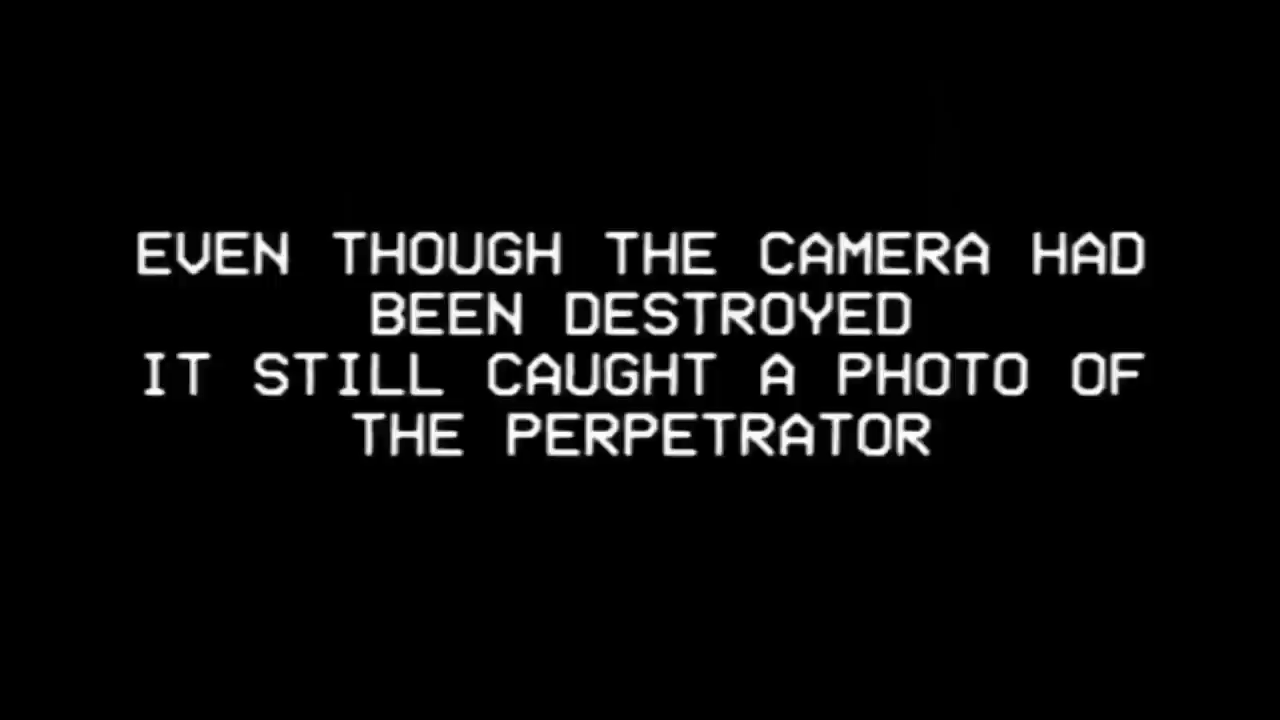 EVEN THOUGH THE CAMERA HAD
BEEN DESTROYED
IT STILL CAUGHT A PHOTO OF
THE PERPETRATOR